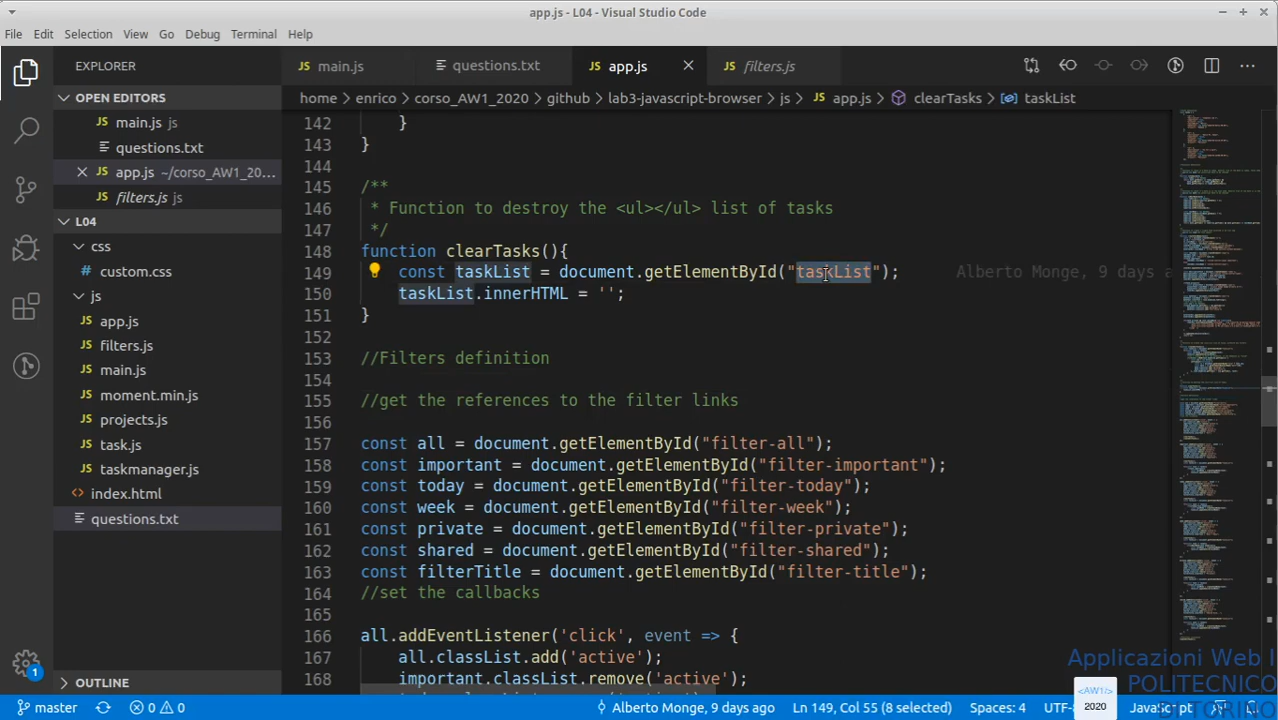 app.js - L04 - Visual Studio Code
File Edit Selection View Go Debug Terminal Help
EXPLORER
main.js
questions.txt
app.js
filters.js
OPEN EDITORS
main.js js
questions.txt
app.js ~/corso_AW1_20...
filters.js js
L04
css
custom.css
js
app.js
filters.js
main.js
moment.min.js
projects.js
task.js
taskmanager.js
index.html
questions.txt
OUTLINE
home > enrico > corso_AW1_2020 > github > lab3-javascript-browser > js > app.js > clearTasks > taskList
142 }
143 }
144
145 /**
146 * Function to destroy the <ul></ul> list of tasks
147 */
148 function clearTasks(){
149 const taskList = document.getElementById("taskList"); Alberto Monge, 9 days a
150 taskList.innerHTML = '';
151 }
152
153 //Filters definition
154
155 //get the references to the filter links
156
157 const all = document.getElementById("filter-all");
158 const important = document.getElementById("filter-important");
159 const today = document.getElementById("filter-today");
160 const week = document.getElementById("filter-week");
161 const private = document.getElementById("filter-private");
162 const shared = document.getElementById("filter-shared");
163 const filterTitle = document.getElementById("filter-title");
164 //set the callbacks
165
166 all.addEventListener('click', event => {
167 all.classList.add('active');
168 important.classList.remove('active');
Applicazioni Web I
POLITECNICO
DI TORINO
<AW1/>
2020
1
master 0 0 Alberto Monge, 9 days ago Ln 149, Col 55 (8 selected) Spaces: 4 UTF-8 JavaScript